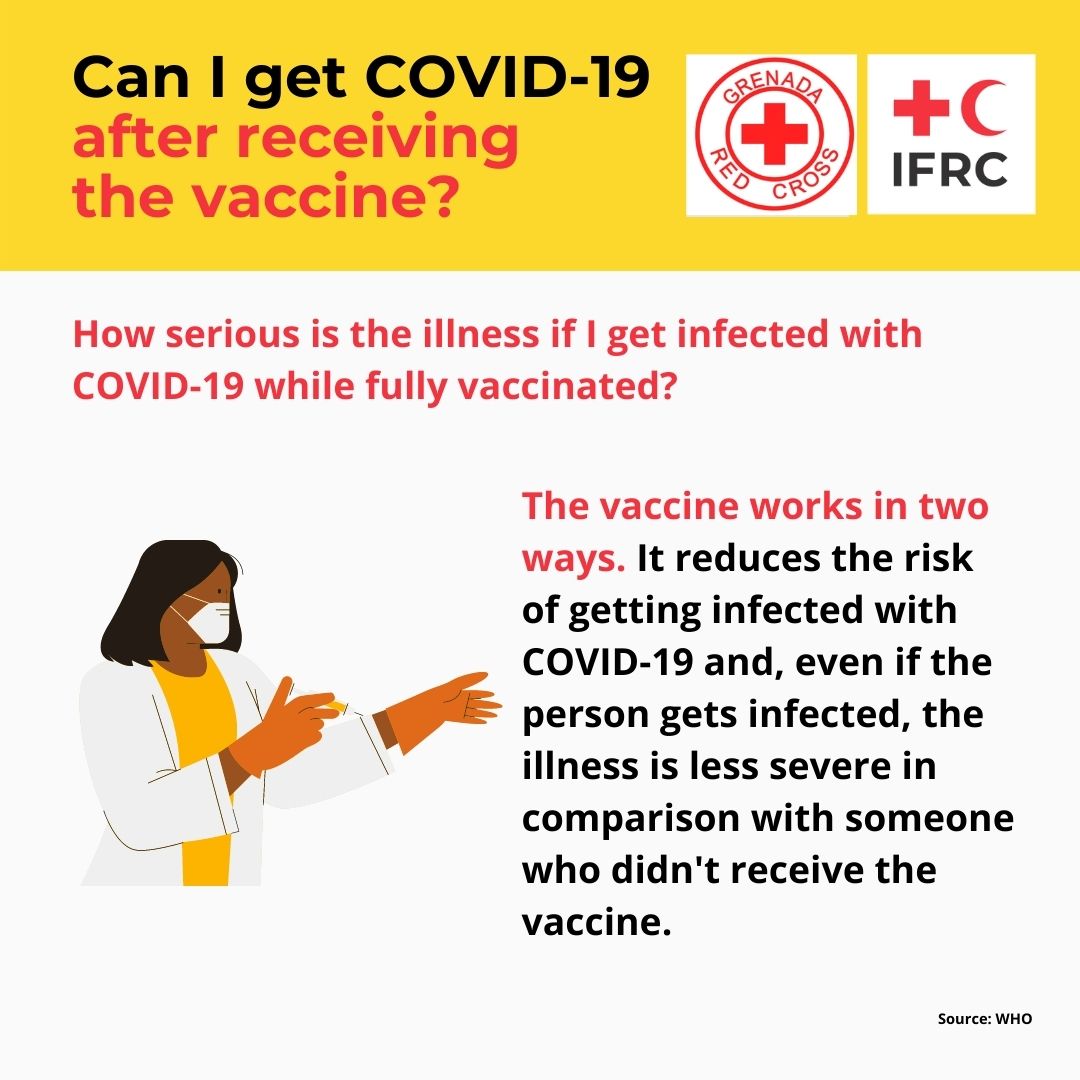 Can I get COVID-19
after receiving
the vaccine?
GRENADA
RED CROSS
IFRC
How serious is the illness if I get infected with
COVID-19 while fully vaccinated?
The vaccine works in two
ways. It reduces the risk
of getting infected with
COVID-19 and, even if the
person gets infected, the
illness is less severe in
comparison with someone
who didn't receive the
vaccine.
Source: WHO